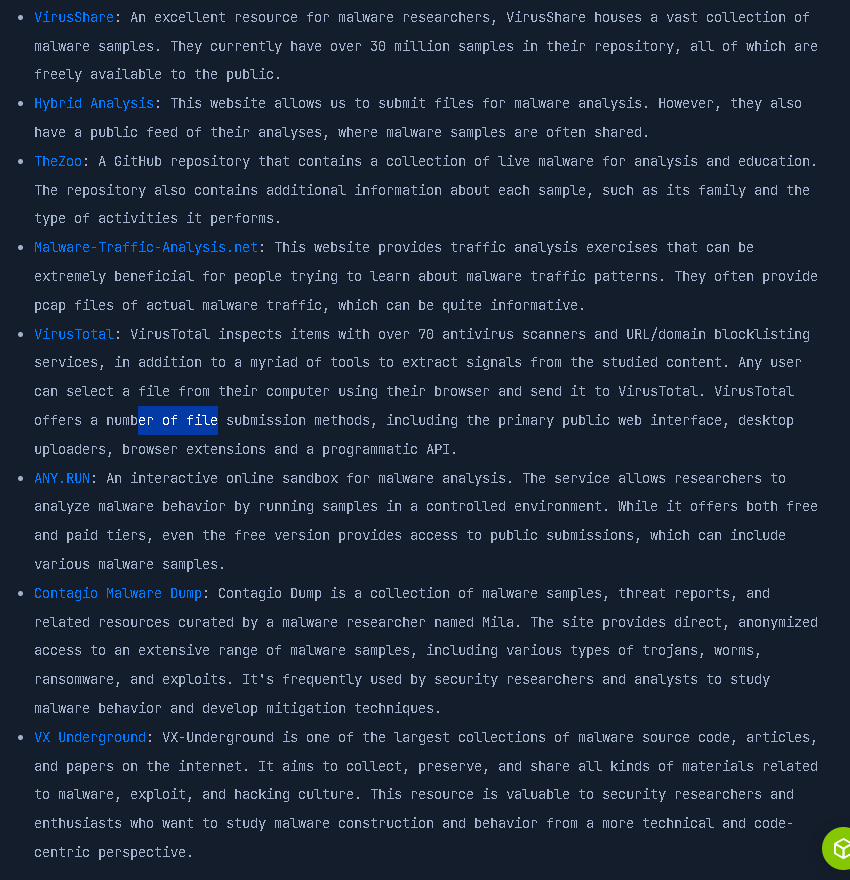 VirusShare: An excellent resource for malware researchers, VirusShare houses a vast collection of
malware samples. They currently have over 30 million samples in their repository, all of which are
freely available to the public.
Hybrid Analysis: This website allows us to submit files for malware analysis. However, they also
have a public feed of their analyses, where malware samples are often shared.
TheZoo: A GitHub repository that contains a collection of live malware for analysis and education.
The repository also contains additional information about each sample, such as its family and the
type of activities it performs.
Malware-Traffic-Analysis.net: This website provides traffic analysis exercises that can be
extremely beneficial for people trying to learn about malware traffic patterns. They often provide
pcap files of actual malware traffic, which can be quite informative.
VirusTotal: VirusTotal inspects items with over 70 antivirus scanners and URL/domain blocklisting
services, in addition to a myriad of tools to extract signals from the studied content. Any user
can select a file from their computer using their browser and send it to VirusTotal. VirusTotal
offers a number of file submission methods, including the primary public web interface, desktop
uploaders, browser extensions and a programmatic API.
ANY.RUN: An interactive online sandbox for malware analysis. The service allows researchers to
analyze malware behavior by running samples in a controlled environment. While it offers both free
and paid tiers, even the free version provides access to public submissions, which can include
various malware samples.
Contagio Malware Dump: Contagio Dump is a collection of malware samples, threat reports, and
related resources curated by a malware researcher named Mila. The site provides direct, anonymized
access to an extensive range of malware samples, including various types of trojans, worms,
ransomware, and exploits. It's frequently used by security researchers and analysts to study
malware behavior and develop mitigation techniques.
VX Underground: VX-Underground is one of the largest collections of malware source code, articles,
and papers on the internet. It aims to collect, preserve, and share all kinds of materials related
to malware, exploit, and hacking culture. This resource is valuable to security researchers and
enthusiasts who want to study malware construction and behavior from a more technical and code-
centric perspective.